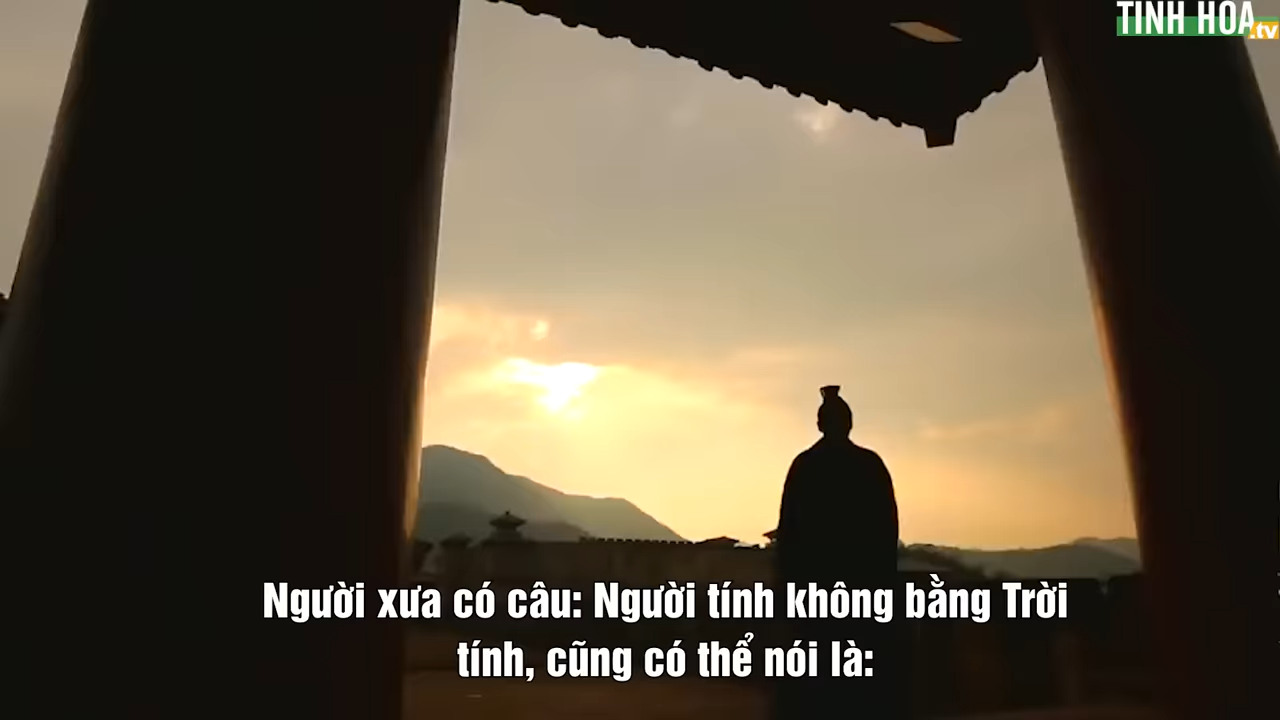 TINH HOA
.tv
Người xưa có câu: Người tính không bằng Trời
tính, cũng có thể nói là: